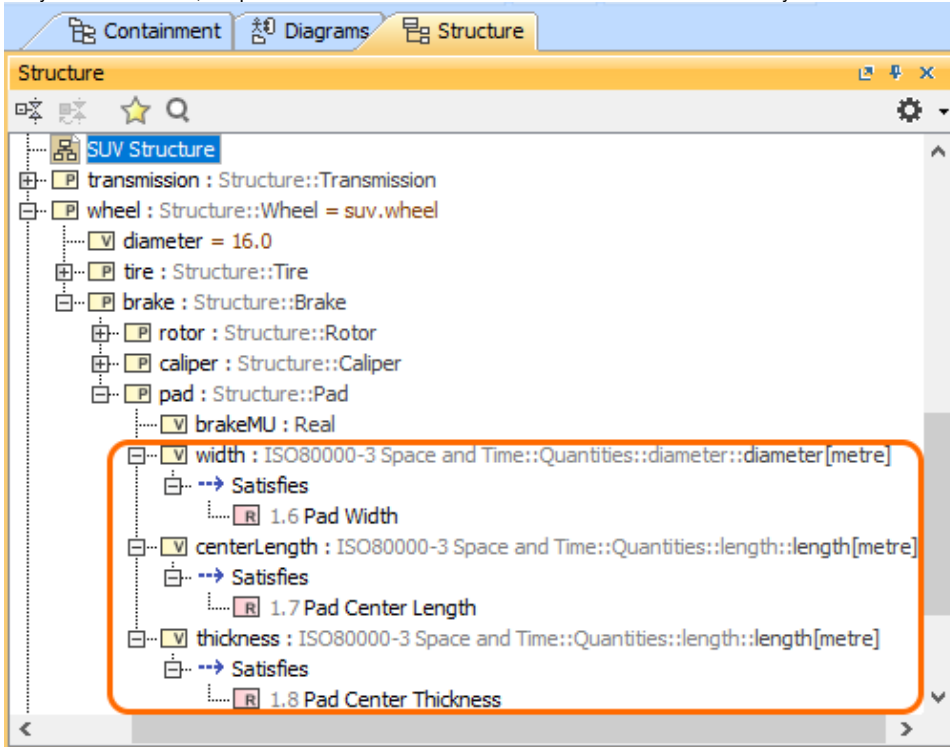 Containment Diagrams Structure
Structure
SUV Structure
P transmission : Structure::Transmission
P wheel : Structure::Wheel = suv.wheel
V diameter = 16.0
P tire : Structure::Tire
P brake : Structure::Brake
P rotor : Structure::Rotor
P caliper : Structure::Caliper
P pad : Structure::Pad
V brakeMU : Real
V width : ISO80000-3 Space and Time::Quantities::diameter::diameter[metre]
Satisfies
R 1.6 Pad Width
V centerLength : ISO80000-3 Space and Time::Quantities::length::length[metre]
Satisfies
R 1.7 Pad Center Length
V thickness : ISO80000-3 Space and Time::Quantities::length::length[metre]
Satisfies
R 1.8 Pad Center Thickness